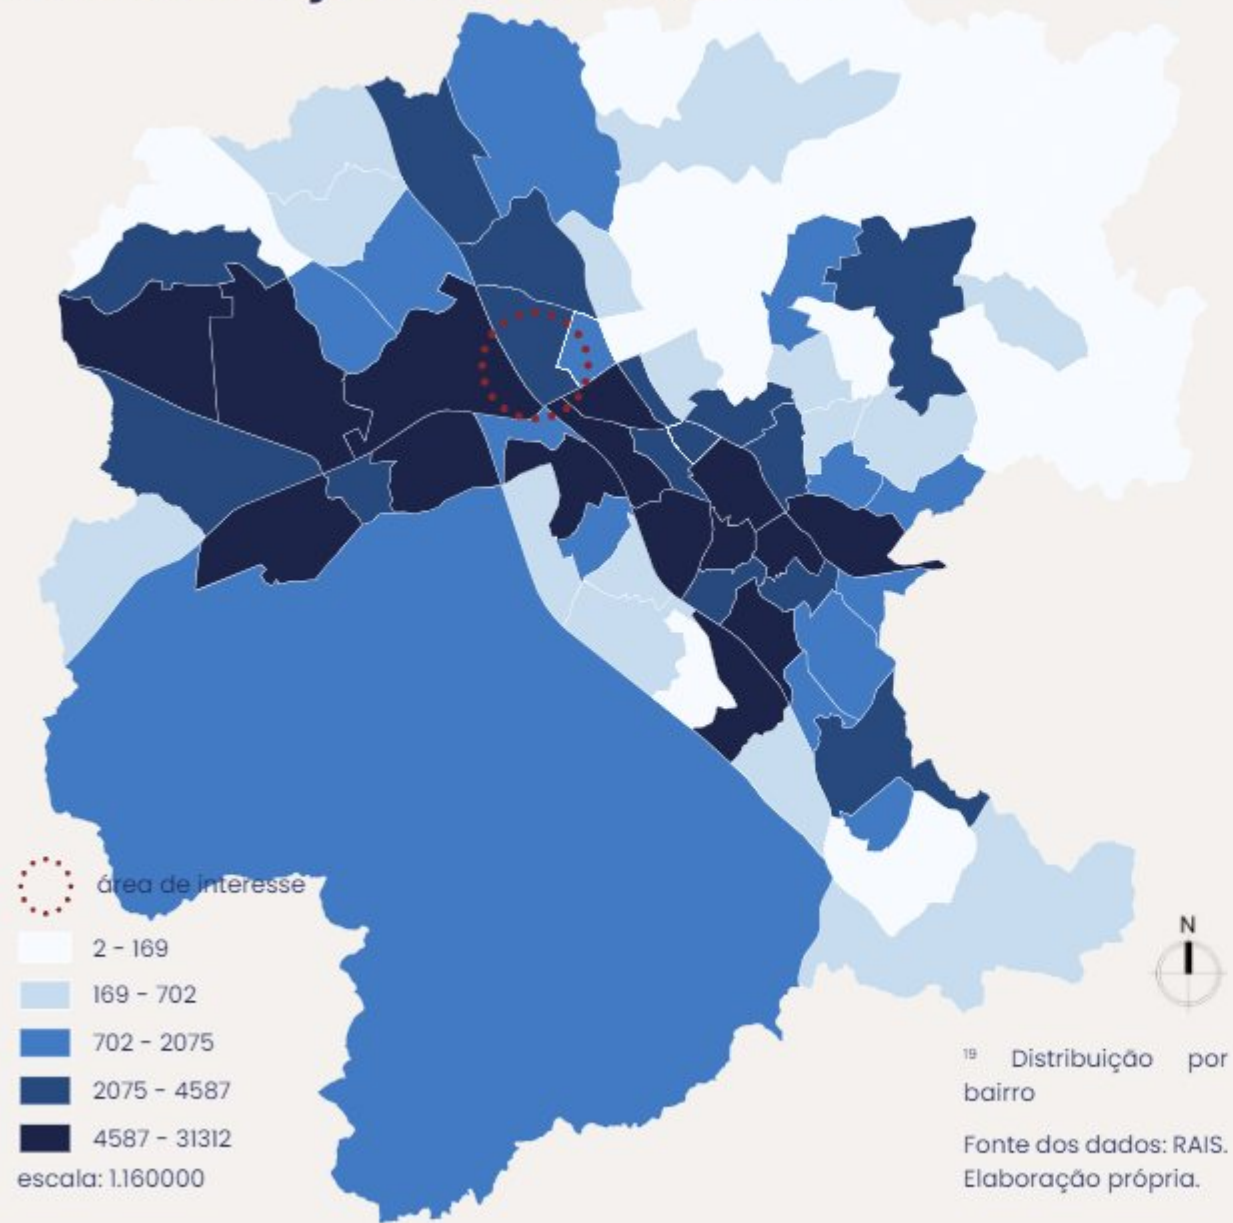 área de interesse
2 - 169
169 - 702
702 - 2075
2075 - 4587
4587 - 31312
escala: 1.160000
N
19 Distribuição por
bairro
Fonte dos dados: RAIS.
Elaboração própria.